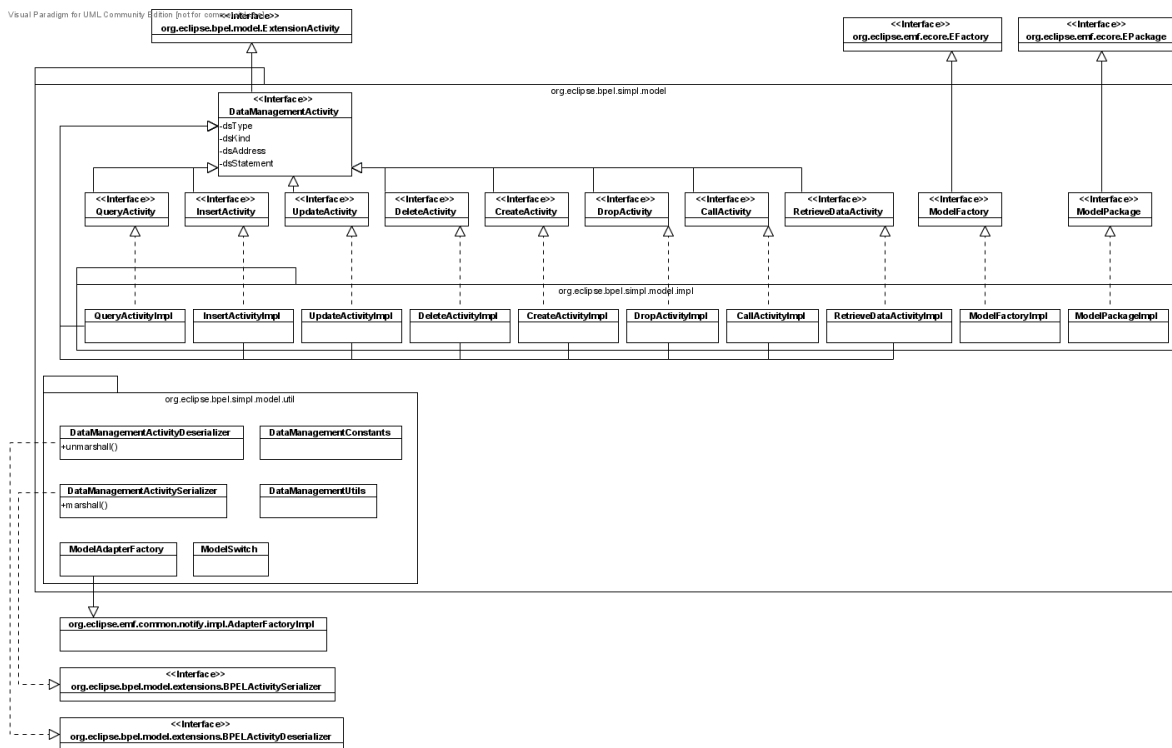 Visual Paradigm for UML Community Edition [not for com
<<Interface>>
org.eclipse.bpel.model.ExtensionActivity
<<Interface>>
org.eclipse.emf.ecore.EFactory
<<Interface>>
org.eclipse.emf.ecore.EPackage
org.eclipse.bpel.simpl.model
<<Interface>>
DataManagementActivity
-dsType
-dsKind
-dsAddress
-dsStatement
<<Interface>>
QueryActivity
<<Interface>>
InsertActivity
<<Interface>>
UpdateActivity
<<Interface>>
DeleteActivity
<<Interface>>
CreateActivity
<<Interface>>
DropActivity
<<Interface>>
CallActivity
<<Interface>>
RetrieveDataActivity
<<Interface>>
ModelFactory
<<Interface>>
ModelPackage
org.eclipse.bpel.simpl.model.impl
QueryActivityImpl
InsertActivityImpl
UpdateActivityImpl
DeleteActivityImpl
CreateActivityImpl
DropActivityImpl
CallActivityImpl
RetrieveDataActivityImpl
ModelFactoryImpl
ModelPackageImpl
org.eclipse.bpel.simpl.model.util
DataManagementActivityDeserializer
+unmarshall()
DataManagementConstants
DataManagementActivitySerializer
+marshall()
DataManagementUtils
ModelAdapterFactory
ModelSwitch
org.eclipse.emf.common.notify.impl.AdapterFactoryImpl
<<Interface>>
org.eclipse.bpel.model.extensions.BPELActivitySerializer
<<Interface>>
org.eclipse.bpel.model.extensions.BPELActivityDeserializer